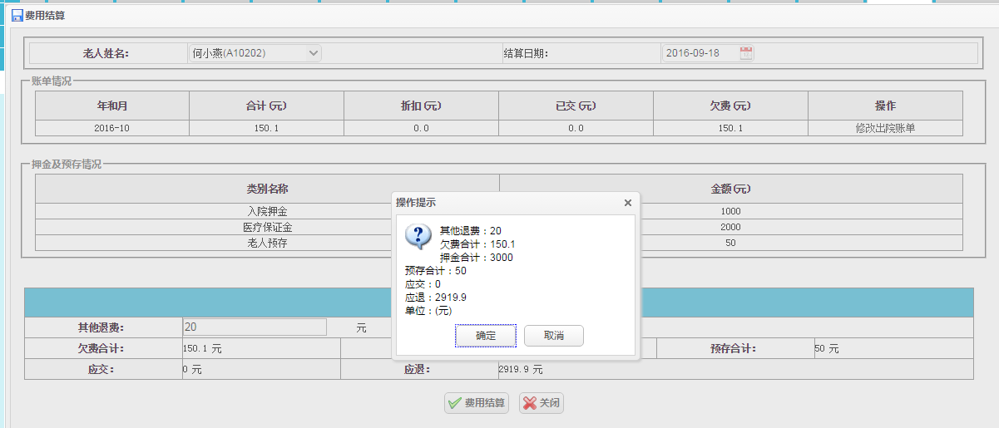 费用结算
老人姓名： 何小燕(A10202) 结算日期： 2016-09-18
账单情况
年和月 合计(元) 折扣(元) 已交(元) 欠费(元) 操作
2016-10 150.1 0.0 0.0 150.1 修改出院账单
押金及预存情况
类别名称 金额(元)
入院押金 1000
医疗保证金 2000
老人预存 50
操作提示
其他退费：20
欠费合计：150.1
押金合计：3000
预存合计：50
应交：0
应退：2919.9
单位：(元)
确定 取消
其他退费： 20 元
欠费合计： 150.1 元 预存合计： 50 元
应交： 0 元 应退： 2919.9 元
费用结算 关闭